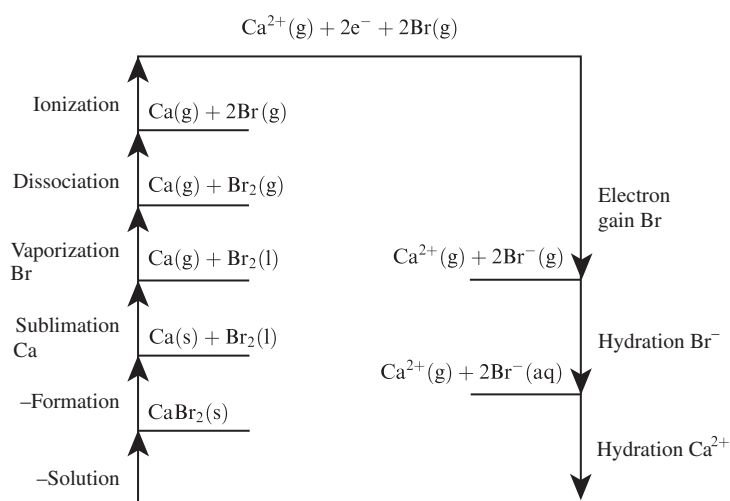 Ca²⁺(g) + 2e⁻ + 2Br(g)
Ionization
Ca(g) + 2Br(g)
Dissociation
Ca(g) + Br₂(g)
Electron
gain Br
Vaporization
Br
Ca(g) + Br₂(l)
Ca²⁺(g) + 2Br⁻(g)
Sublimation
Ca
Ca(s) + Br₂(l)
Hydration Br⁻
Ca²⁺(g) + 2Br⁻(aq)
–Formation
CaBr₂(s)
–Solution
Hydration Ca²⁺